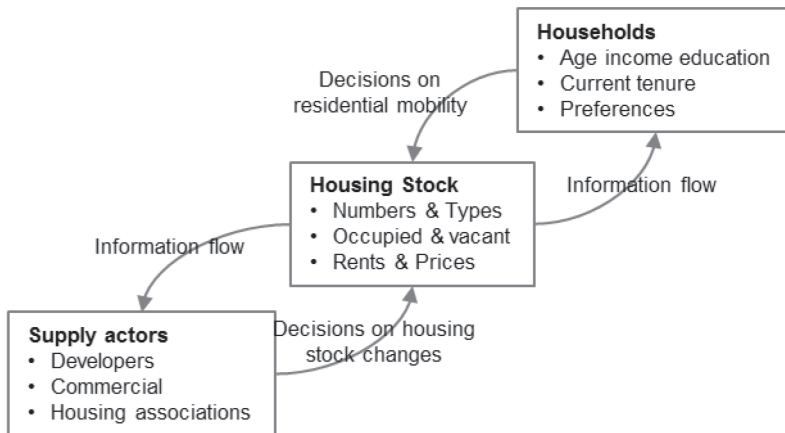 Households
• Age income education
• Current tenure
• Preferences
Decisions on
residential mobility
Housing Stock
• Numbers & Types
• Occupied & vacant
• Rents & Prices
Information flow
Information flow
Supply actors
• Developers
• Commercial
• Housing associations
Decisions on housing
stock changes